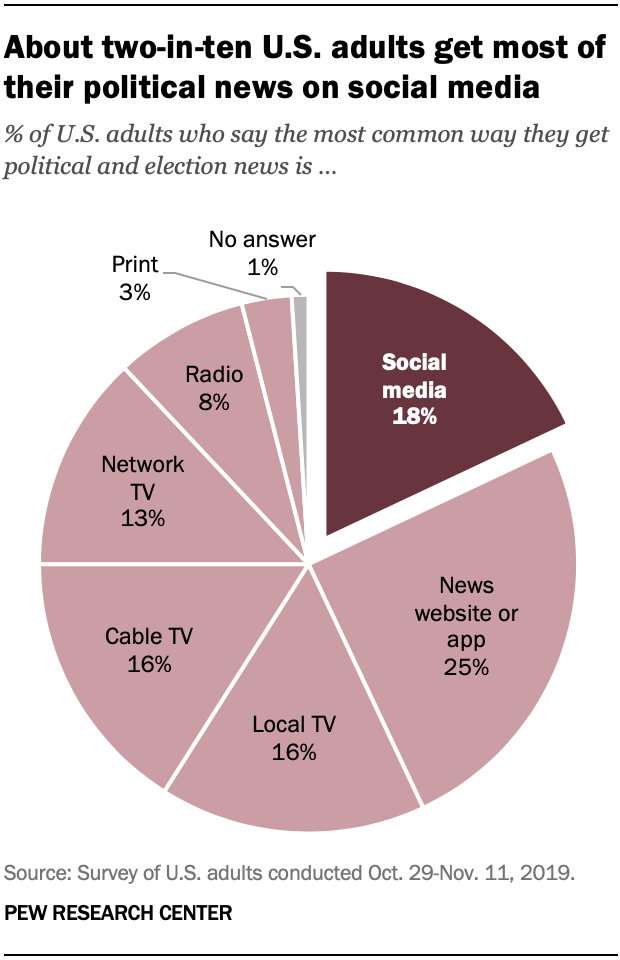 About two-in-ten U.S. adults get most of
their political news on social media
% of U.S. adults who say the most common way they get
political and election news is ...
No answer
1%
Print
3%
Social
media
18%
Radio
8%
Network
TV
13%
News
website or
app
25%
Cable TV
16%
Local TV
16%
Source: Survey of U.S. adults conducted Oct. 29-Nov. 11, 2019.
PEW RESEARCH CENTER